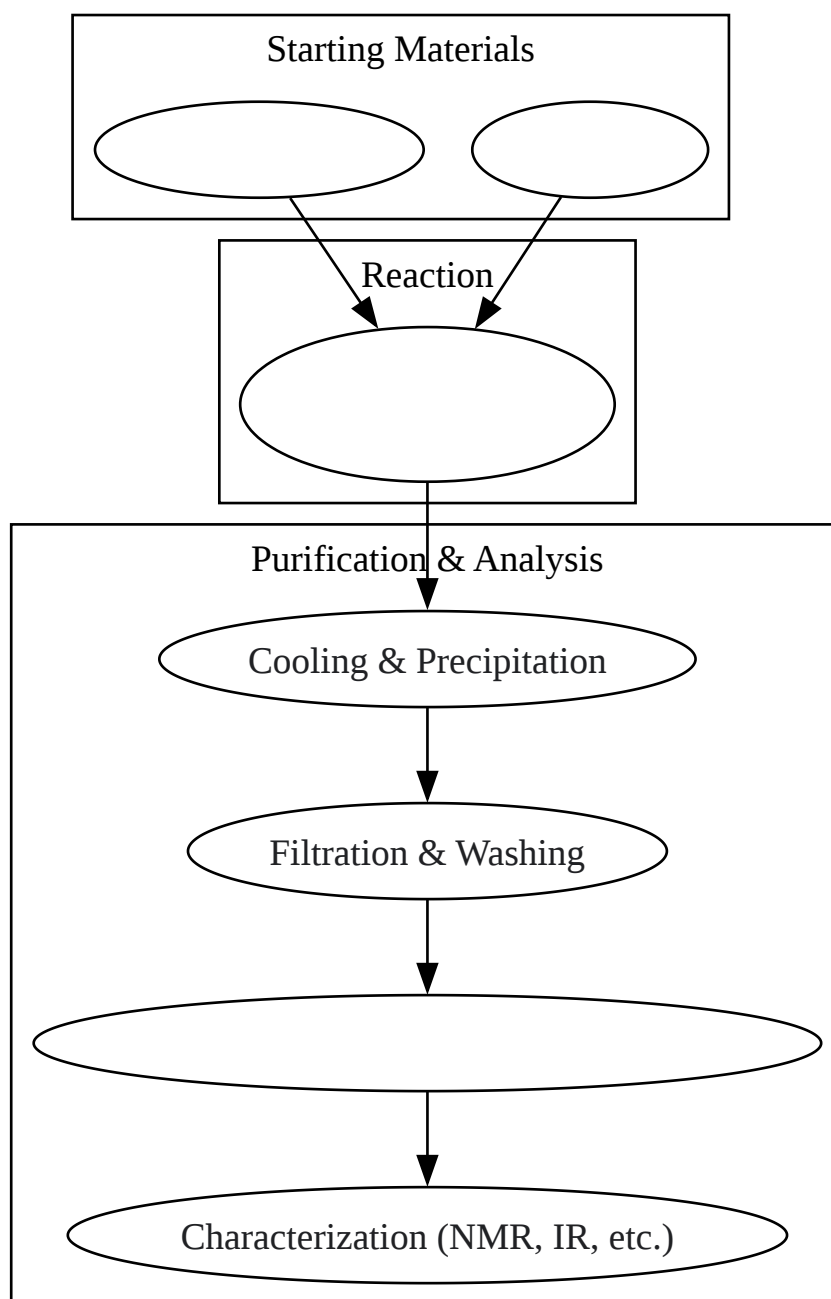 Starting Materials
Reaction
Purification & Analysis
Cooling & Precipitation
Filtration & Washing
Characterization (NMR, IR, etc.)